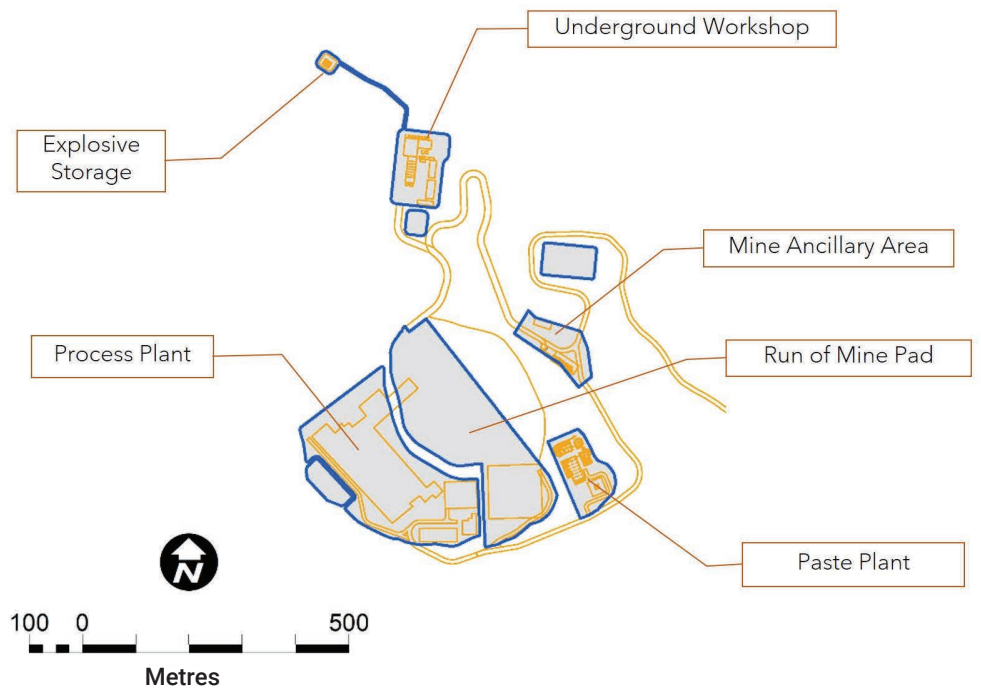 Underground Workshop
Explosive
Storage
Mine Ancillary Area
Process Plant
Run of Mine Pad
Paste Plant
N
100 0 500
Metres